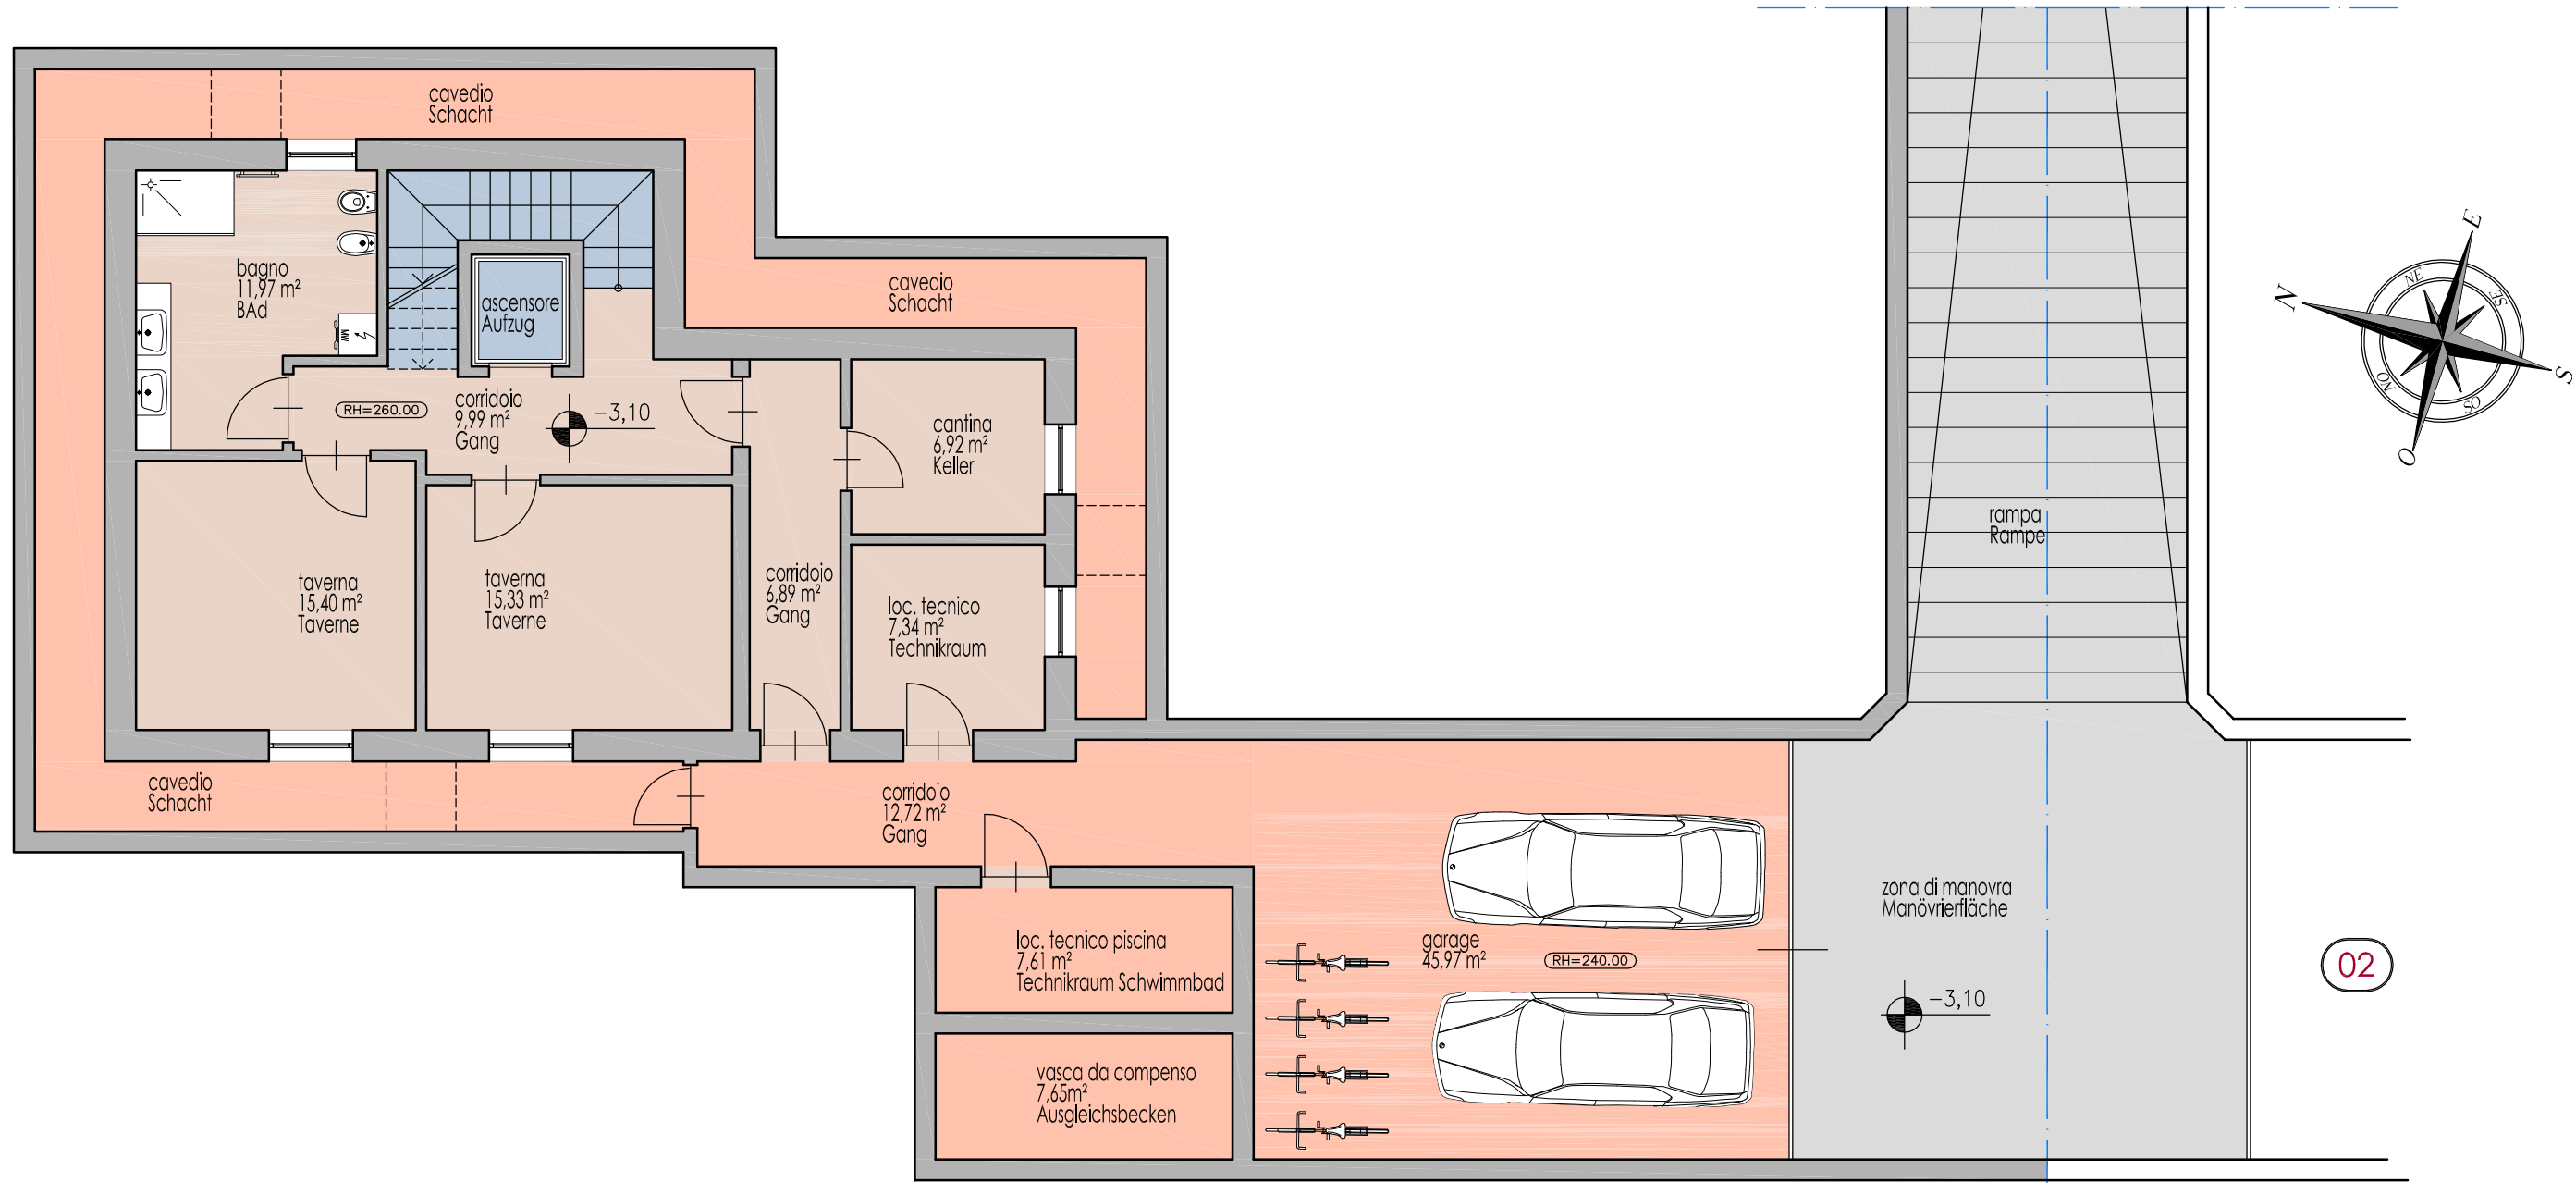 cavedio
Schacht
cavedio
Schacht
bagno
11,97 m²
BAd
MW
ascensore
Aufzug
RH=260.00
corridoio
9,99 m²
Gang
-3,10
cantina
6,92 m²
Keller
taverna
15,40 m²
Taverne
taverna
15,33 m²
Taverne
corridoio
6,89 m²
Gang
loc. tecnico
7,34 m²
Technikraum
cavedio
Schacht
corridoio
12,72 m²
Gang
loc. tecnico piscina
7,61 m²
Technikraum Schwimmbad
vasca da compenso
7,65m²
Ausgleichsbecken
garage
45,97 m²
RH=240.00
rampa
Rampe
zona di manovra
Manövrierfläche
-3,10
N
NE
E
SE
S
SO
O
NO
02